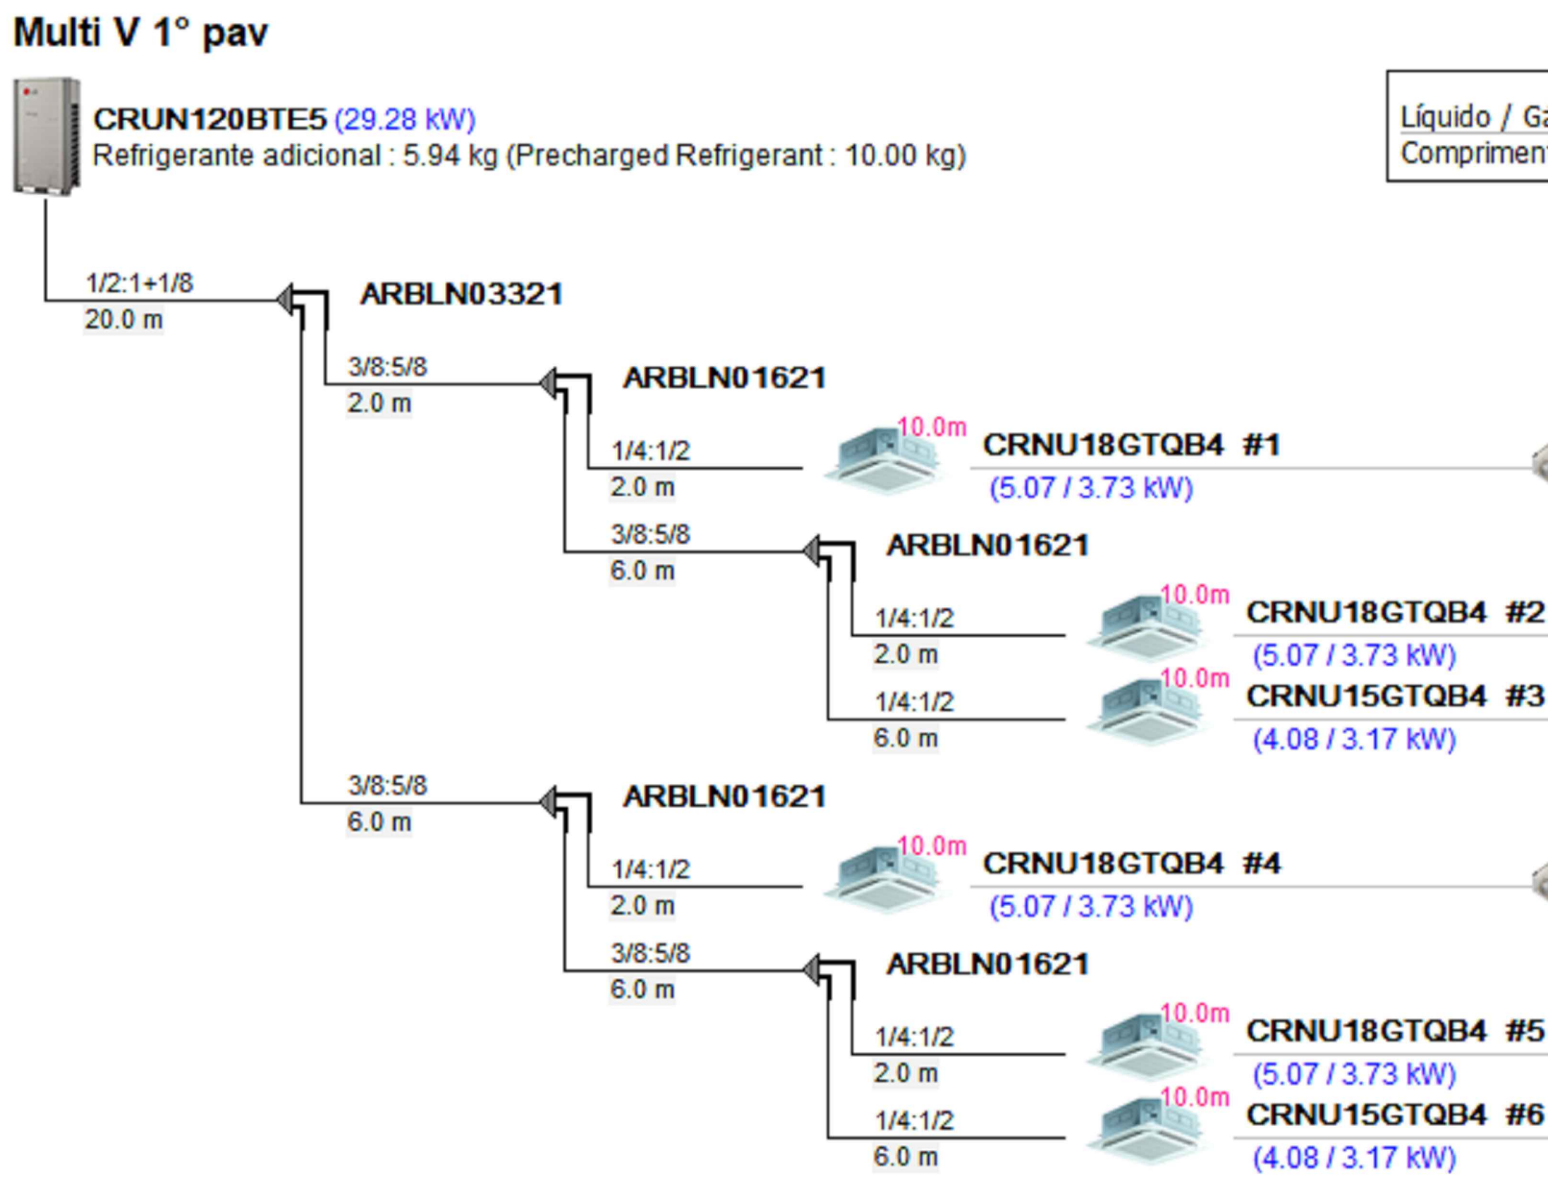 Multi V 1° pav
CRUN120BTE5 (29.28 kW)
Refrigerante adicional : 5.94 kg (Precharged Refrigerant : 10.00 kg)
Líquido /
1/2:1+1/8
20.0 m
ARBLN03321
3/8:5/8
2.0 m
ARBLN01621
1/4:1/2
2.0 m
10.0m
CRNU18GTQB4 #1
(5.07 / 3.73 kW)
3/8:5/8
6.0 m
ARBLN01621
1/4:1/2
2.0 m
10.0m
CRNU18GTQB4 #2
(5.07 / 3.73 kW)
1/4:1/2
6.0 m
10.0m
CRNU15GTQB4 #3
(4.08 / 3.17 kW)
3/8:5/8
6.0 m
ARBLN01621
1/4:1/2
2.0 m
10.0m
CRNU18GTQB4 #4
(5.07 / 3.73 kW)
3/8:5/8
6.0 m
ARBLN01621
1/4:1/2
2.0 m
10.0m
CRNU18GTQB4 #5
(5.07 / 3.73 kW)
1/4:1/2
6.0 m
10.0m
CRNU15GTQB4 #6
(4.08 / 3.17 kW)